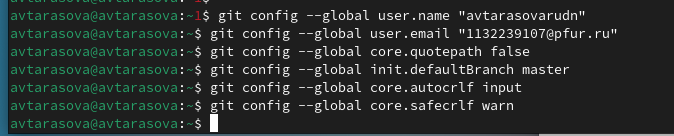 avtarasova@avtarasova:~1$ git config --global user.name "avtarasovarudn"
avtarasova@avtarasova:~$ git config --global user.email "1132239107@pfur.ru"
avtarasova@avtarasova:~$ git config --global core.quotepath false
avtarasova@avtarasova:~$ git config --global init.defaultBranch master
avtarasova@avtarasova:~$ git config --global core.autocrlf input
avtarasova@avtarasova:~$ git config --global core.safecrlf warn
avtarasova@avtarasova:~$